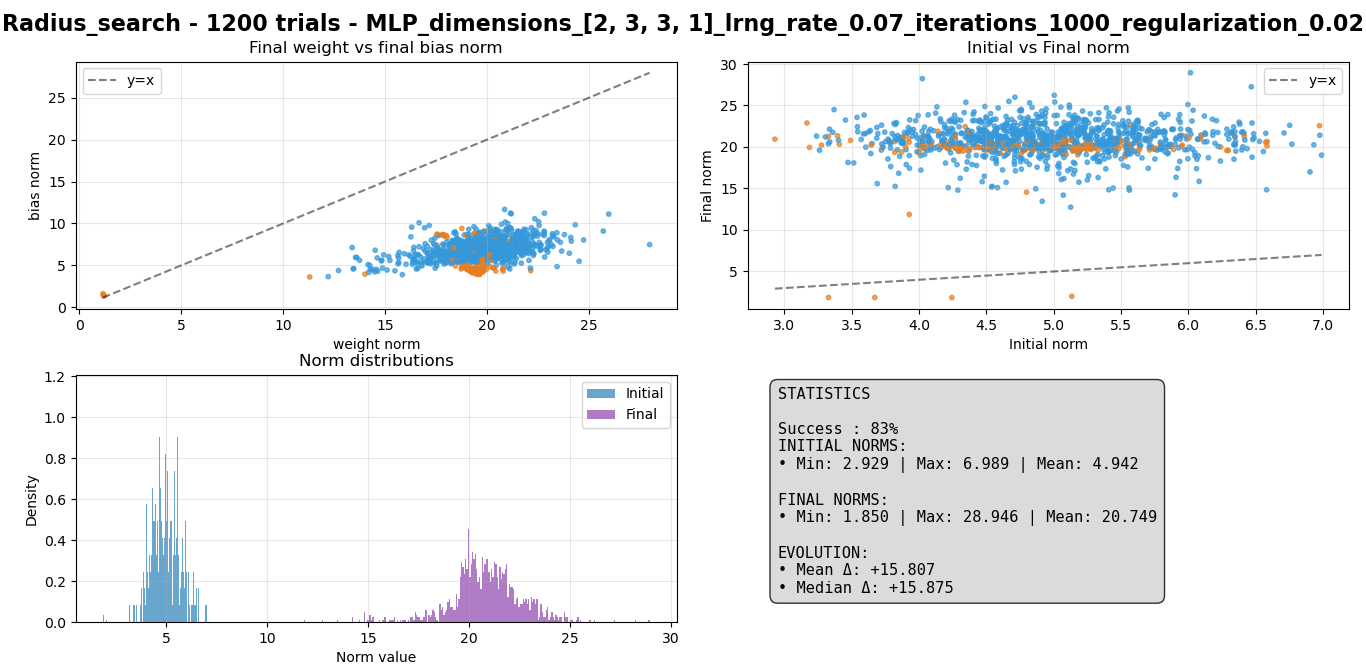 Radius_search - 1200 trials - MLP_dimensions_[2, 3, 3, 1]_lrng_rate_0.07_iterations_1000_regularization_0.02
Final weight vs final bias norm
y=x
25
20
15
10
5
0
bias norm
0 5 10 15 20 25
weight norm
Initial vs Final norm
y=x
30
25
20
15
10
5
Final norm
3.0 3.5 4.0 4.5 5.0 5.5 6.0 6.5 7.0
Initial norm
Norm distributions
Initial
Final
1.2
1.0
0.8
0.6
0.4
0.2
0.0
Density
5 10 15 20 25 30
Norm value
STATISTICS
Success : 83%
INITIAL NORMS:
• Min: 2.929 | Max: 6.989 | Mean: 4.942
FINAL NORMS:
• Min: 1.850 | Max: 28.946 | Mean: 20.749
EVOLUTION:
• Mean Δ: +15.807
• Median Δ: +15.875